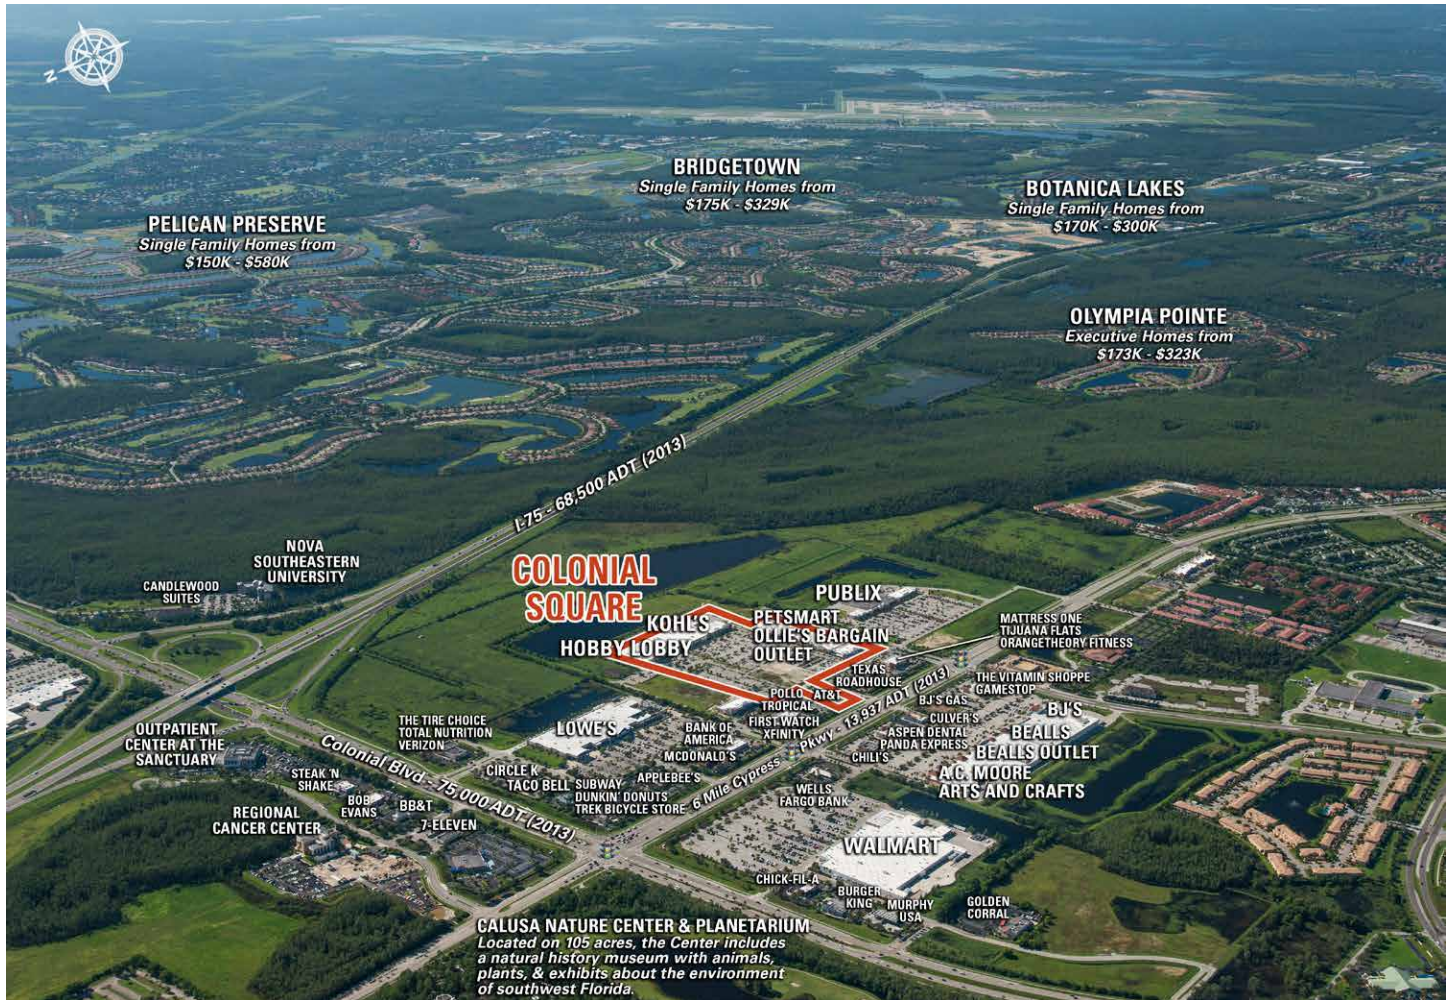 N
BRIDGETOWN
Single Family Homes from
$175K - $329K
BOTANICA LAKES
Single Family Homes from
$170K - $300K
PELICAN PRESERVE
Single Family Homes from
$150K - $580K
OLYMPIA POINTE
Executive Homes from
$173K - $323K
I-75 - 68,500 ADT (2013)
NOVA
SOUTHEASTERN
UNIVERSITY
CANDLEWOOD
SUITES
COLONIAL
SQUARE
KOHL'S
HOBBY LOBBY
PUBLIX
PETSMART
OLLIE'S BARGAIN
OUTLET
MATTRESS ONE
TIJUANA FLATS
ORANGETHEORY FITNESS
TEXAS
ROADHOUSE
THE VITAMIN SHOPPE
GAMESTOP
POLLO
TROPICAL
AT&T
FIRST WATCH
XFINITY
BJ'S GAS
BJ'S
CULVER'S
ASPEN DENTAL
PANDA EXPRESS
CHILI'S
BEALLS
BEALLS OUTLET
A.C. MOORE
ARTS AND CRAFTS
OUTPATIENT
CENTER AT THE
SANCTUARY
THE TIRE CHOICE
TOTAL NUTRITION
VERIZON
LOWE'S
BANK OF
AMERICA
MCDONALD'S
Colonial Blvd - 75,000 ADT (2013)
6 Mile Cypress Pkwy - 13,937 ADT (2013)
CIRCLE K
TACO BELL
SUBWAY
DUNKIN' DONUTS
TREK BICYCLE STORE
APPLEBEE'S
WELLS
FARGO BANK
STEAK 'N
SHAKE
BOB
EVANS
BB&T
7-ELEVEN
REGIONAL
CANCER CENTER
WALMART
CHICK-FIL-A
BURGER
KING
MURPHY
USA
GOLDEN
CORRAL
CALUSA NATURE CENTER & PLANETARIUM
Located on 105 acres, the Center includes
a natural history museum with animals,
plants, & exhibits about the environment
of southwest Florida.